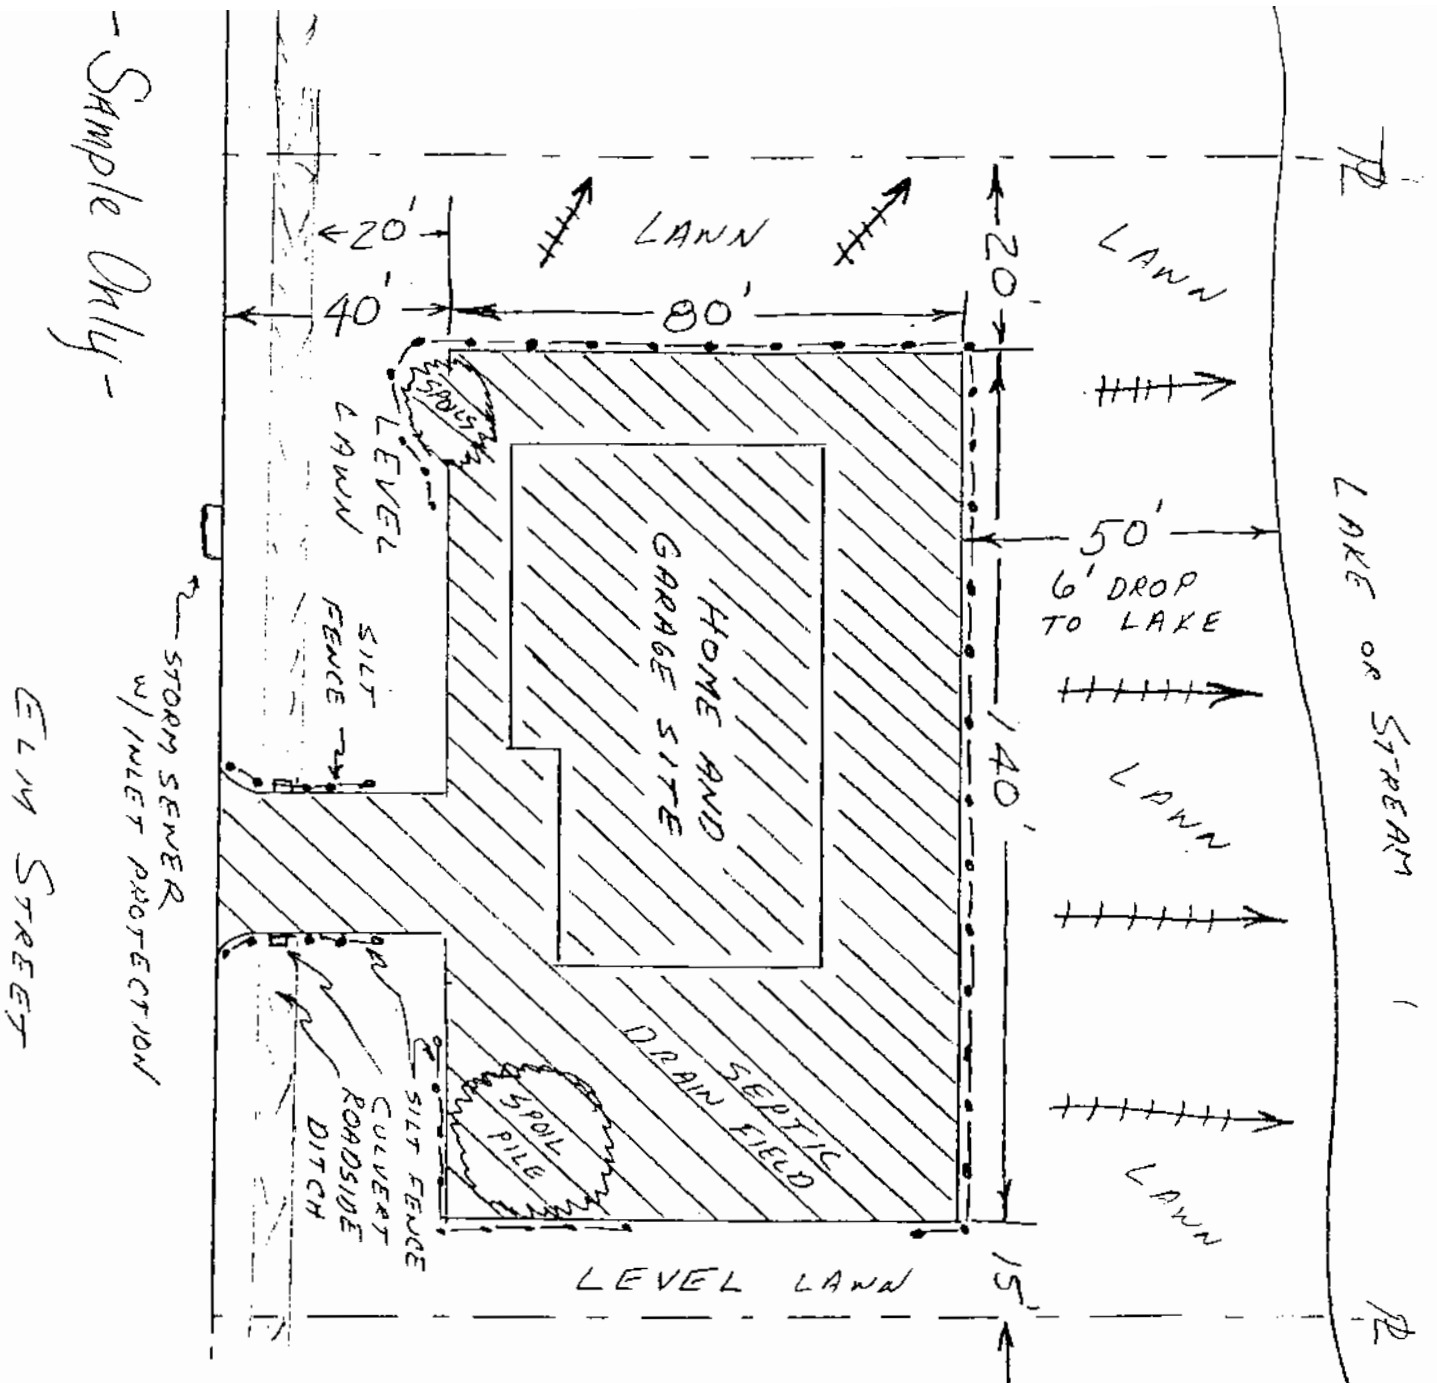 - Sample Only -
PL
20'
LAWN
20'
LAWN
40'
80'
SPOILS
LEVEL
LAWN
50'
6' DROP
TO LAKE
LAKE OR STREAM
HOME AND
GARAGE SITE
SILT
FENCE
STORM SEWER
W/ INLET PROTECTION
ELM STREET
140'
LAWN
SEPTIC
DRAIN FIELD
SPOIL
PILE
SILT FENCE
CULVERT
ROADSIDE
DITCH
LAWN
LEVEL LAWN
15'
PL